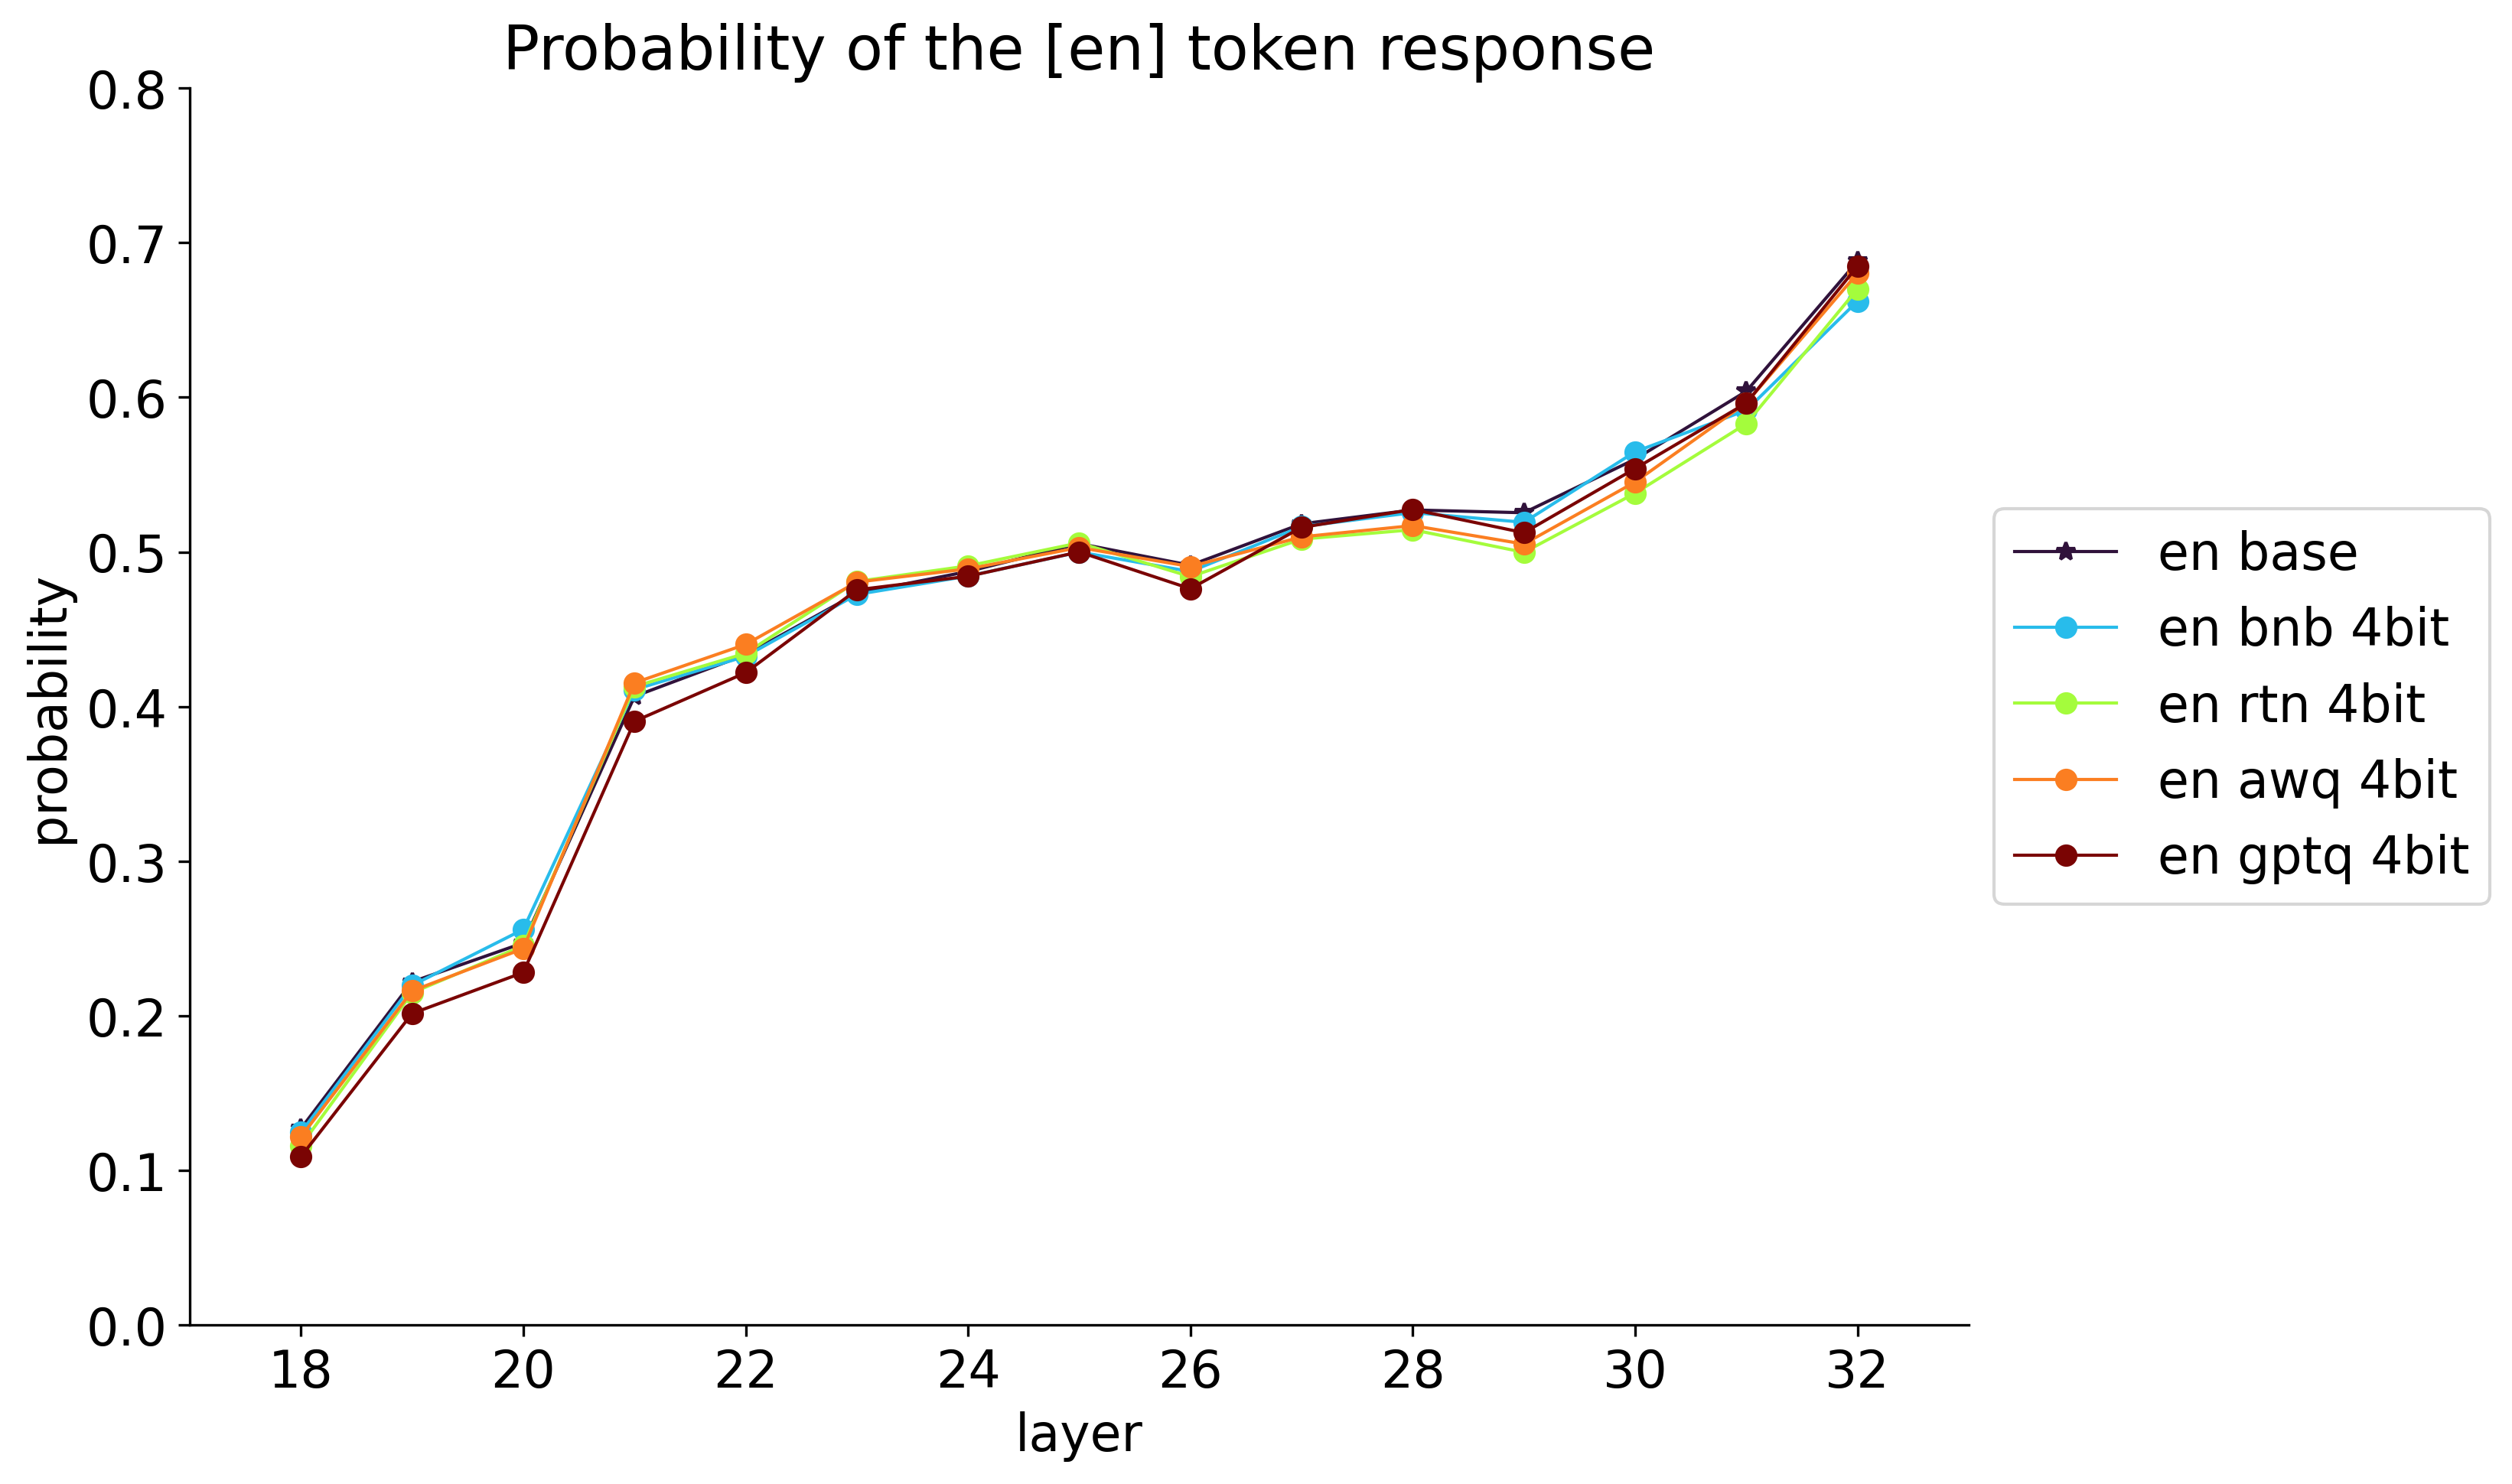 Probability of the [en] token response
0.8
0.7
0.6
0.5
0.4
0.3
0.2
0.1
0.0
probability
18 20 22 24 26 28 30 32
layer
en base
en bnb 4bit
en rtn 4bit
en awq 4bit
en gptq 4bit